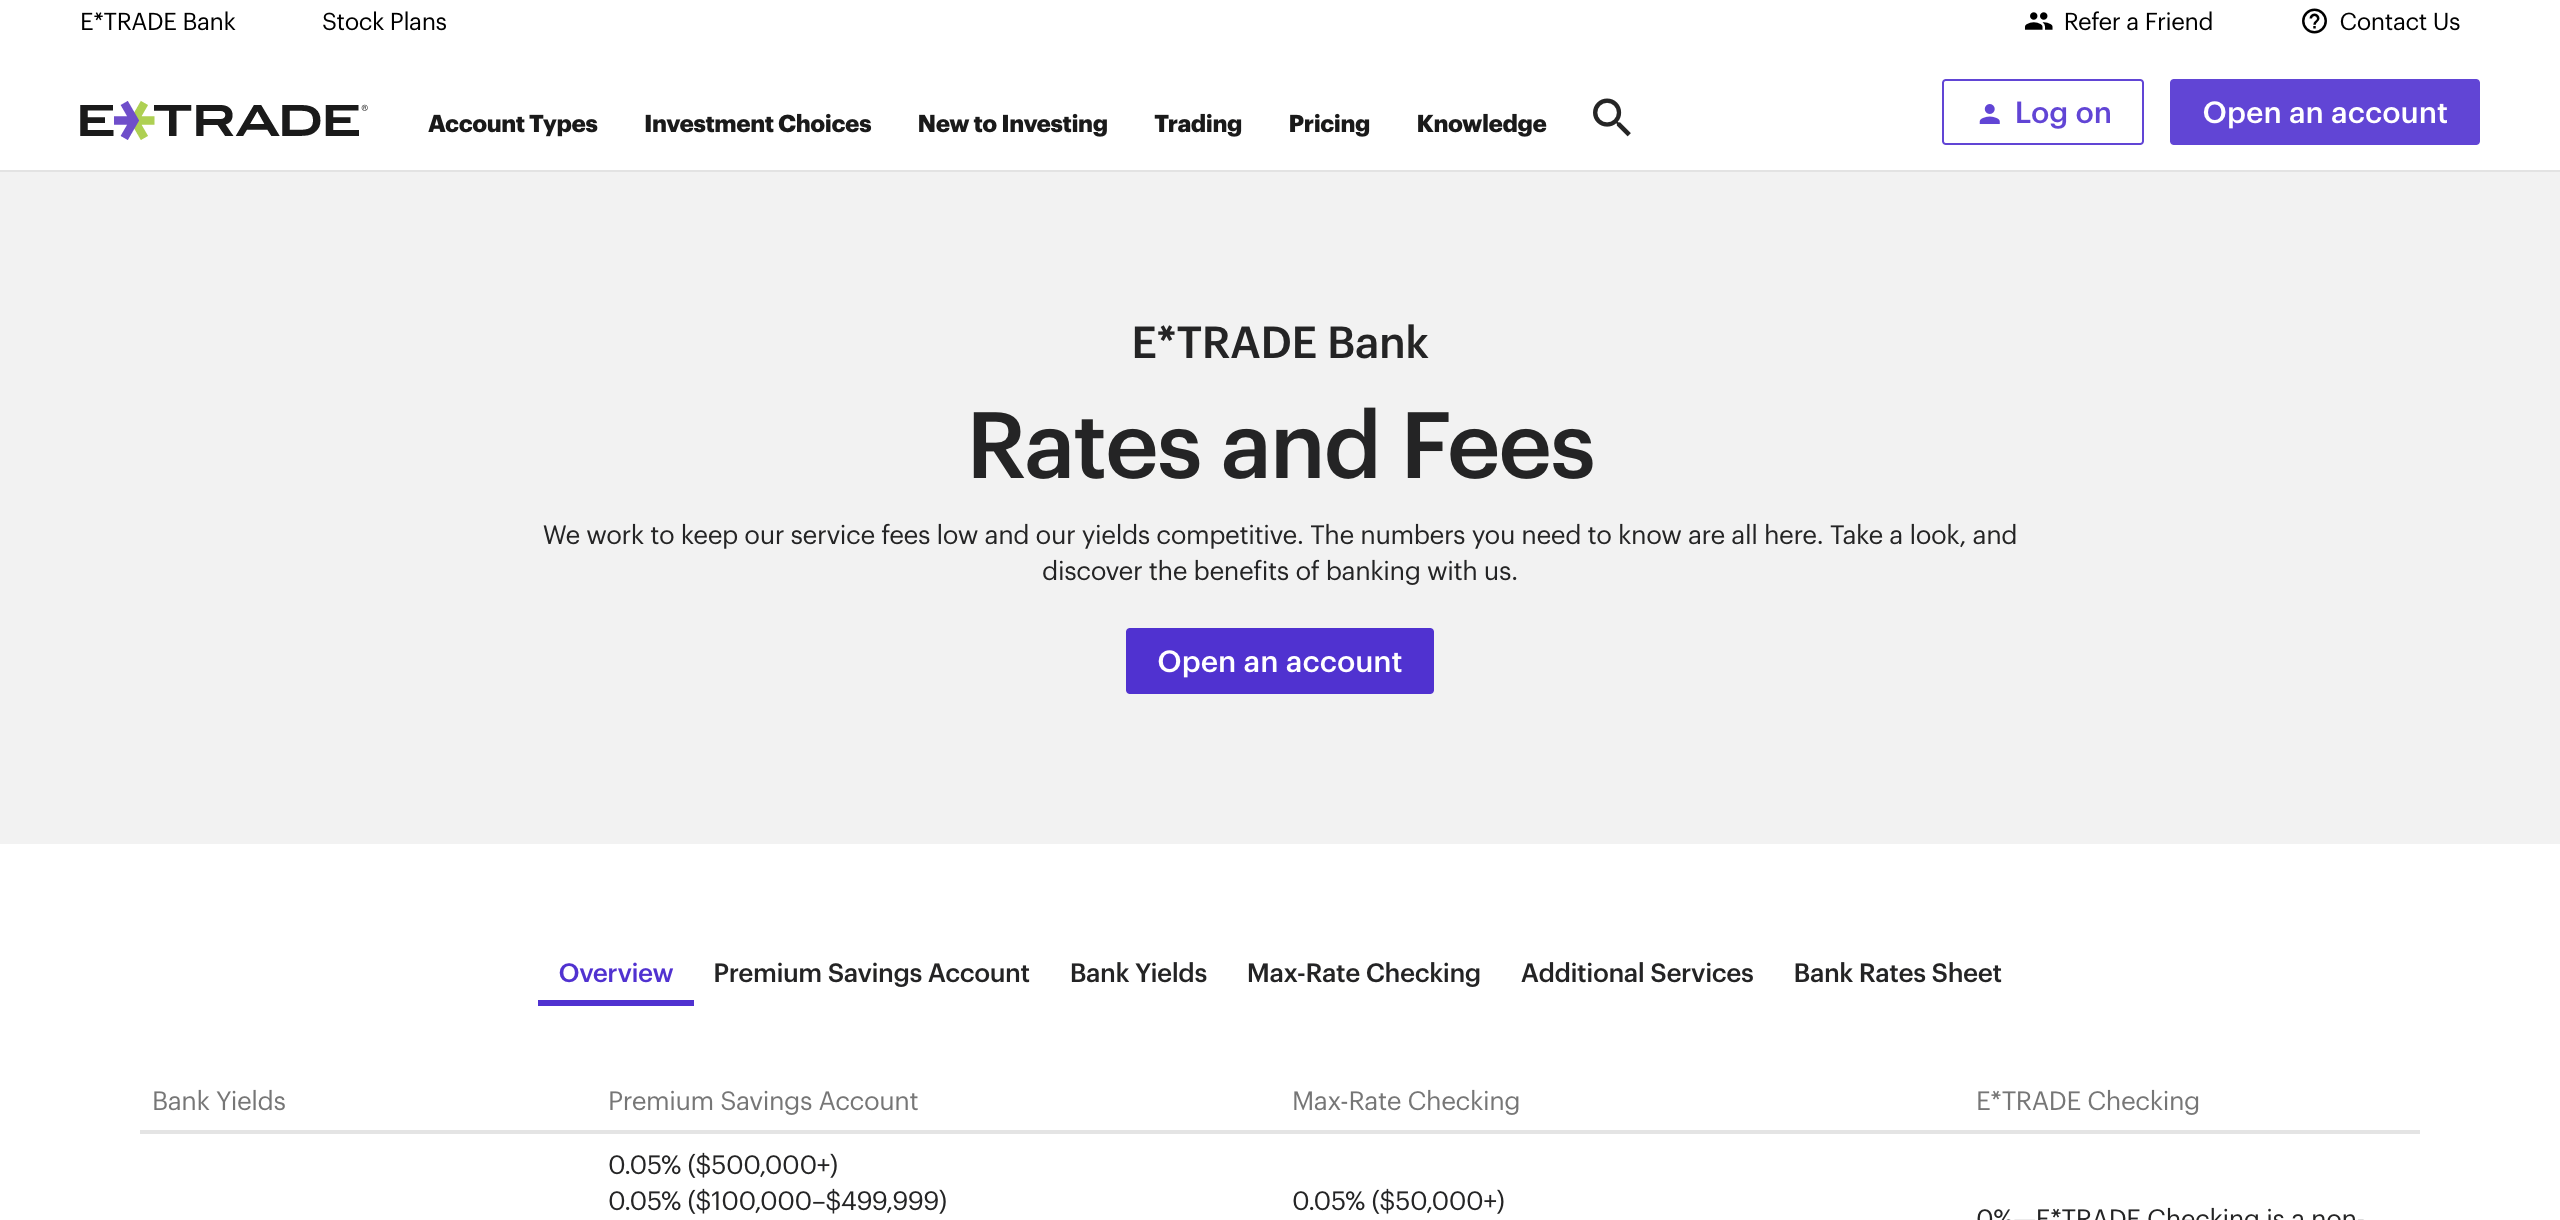 E*TRADE Bank
Stock Plans
Refer a Friend
Contact Us
E*TRADE®
Account Types
Investment Choices
New to Investing
Trading
Pricing
Knowledge
Log on
Open an account
E*TRADE Bank
Rates and Fees
We work to keep our service fees low and our yields competitive. The numbers you need to know are all here. Take a look, and
discover the benefits of banking with us.
Open an account
Overview
Premium Savings Account
Bank Yields
Max-Rate Checking
Additional Services
Bank Rates Sheet
Bank Yields
Premium Savings Account
Max-Rate Checking
E*TRADE Checking
0.05% ($500,000+)
0.05% ($100,000–$499,999)
0.05% ($50,000+)
0%—E*TRADE Checking is a non-